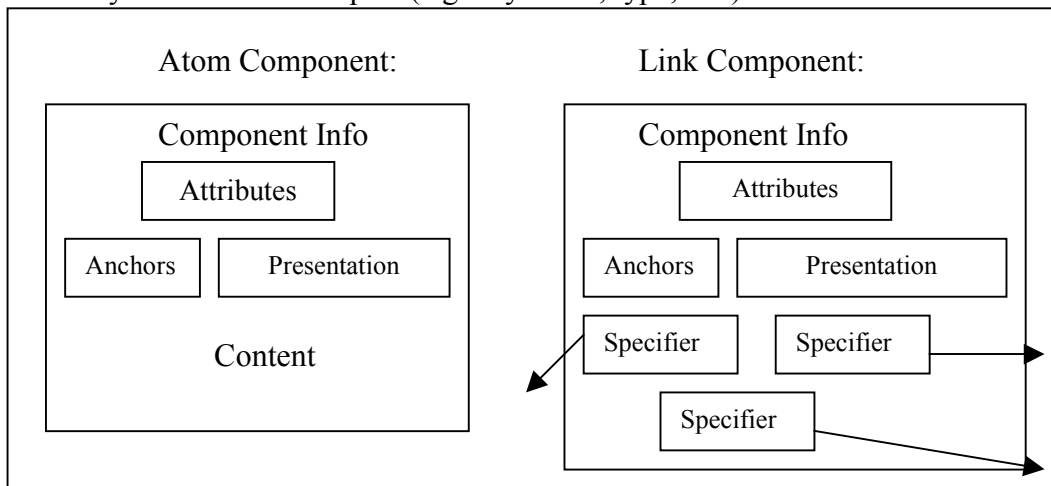 Atom Component:
Component Info
Attributes
Anchors
Presentation
Content
Link Component:
Component Info
Attributes
Anchors
Presentation
Specifier
Specifier
Specifier